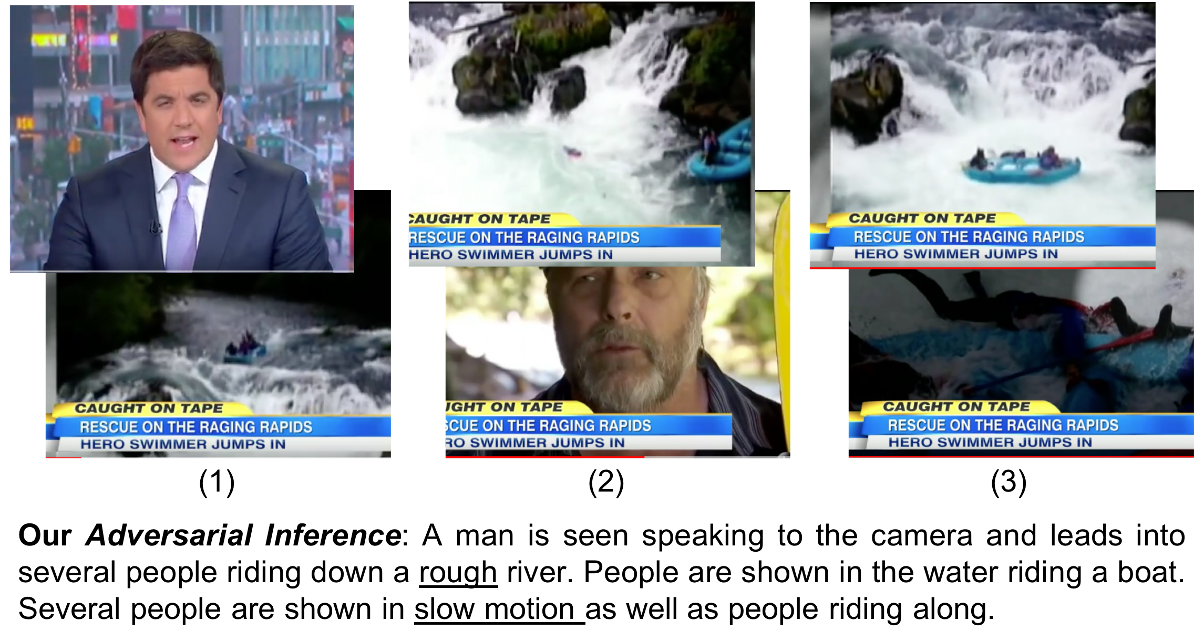 CAUGHT ON TAPE
RESCUE ON THE RAGING RAPIDS
HERO SWIMMER JUMPS IN
CAUGHT ON TAPE
RESCUE ON THE RAGING RAPIDS
HERO SWIMMER JUMPS IN
CAUGHT ON TAPE
RESCUE ON THE RAGING RAPIDS
HERO SWIMMER JUMPS IN
UGHT ON TAPE
SCUE ON THE RAGING RAPIDS
RO SWIMMER JUMPS IN
CAUGHT ON TAPE
RESCUE ON THE RAGING RAPIDS
HERO SWIMMER JUMPS IN
(1)
(2)
(3)
Our Adversarial Inference: A man is seen speaking to the camera and leads into
several people riding down a rough river. People are shown in the water riding a boat.
Several people are shown in slow motion as well as people riding along.